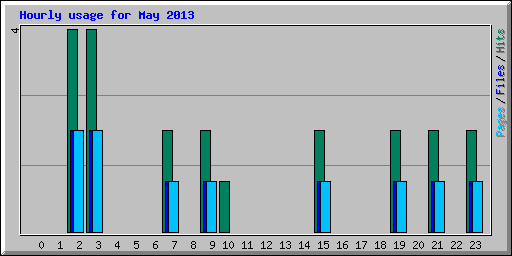 Hourly usage for May 2013
4
Pages / Files / Hits
0 1 2 3 4 5 6 7 8 9 10 11 12 13 14 15 16 17 18 19 20 21 22 23